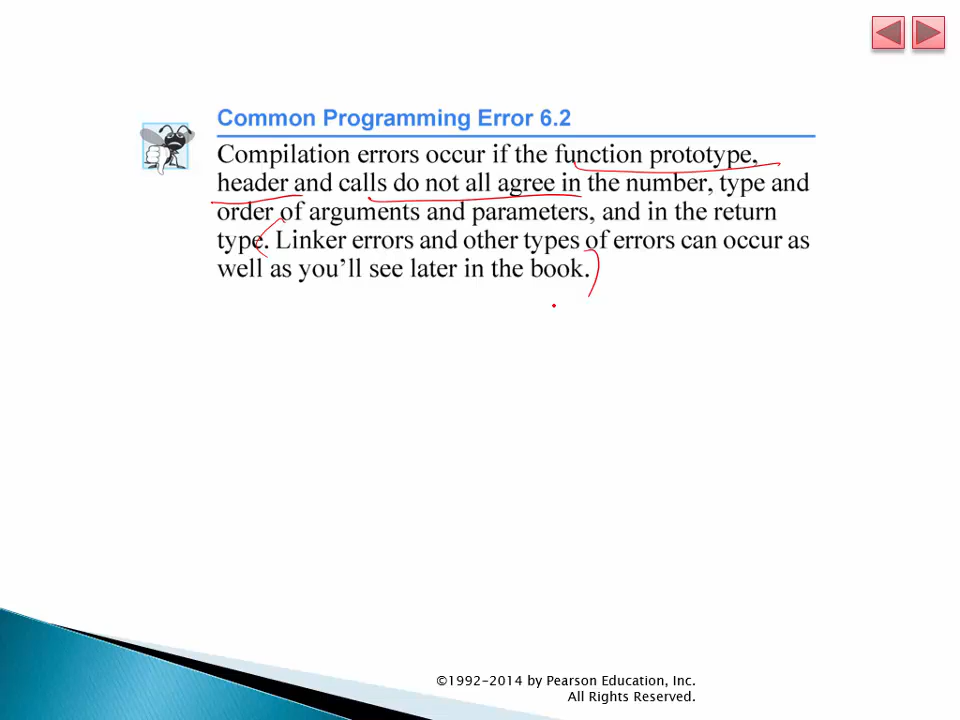 Common Programming Error 6.2
Compilation errors occur if the function prototype,
header and calls do not all agree in the number, type and
order of arguments and parameters, and in the return
type. Linker errors and other types of errors can occur as
well as you’ll see later in the book.
©1992-2014 by Pearson Education, Inc.
All Rights Reserved.